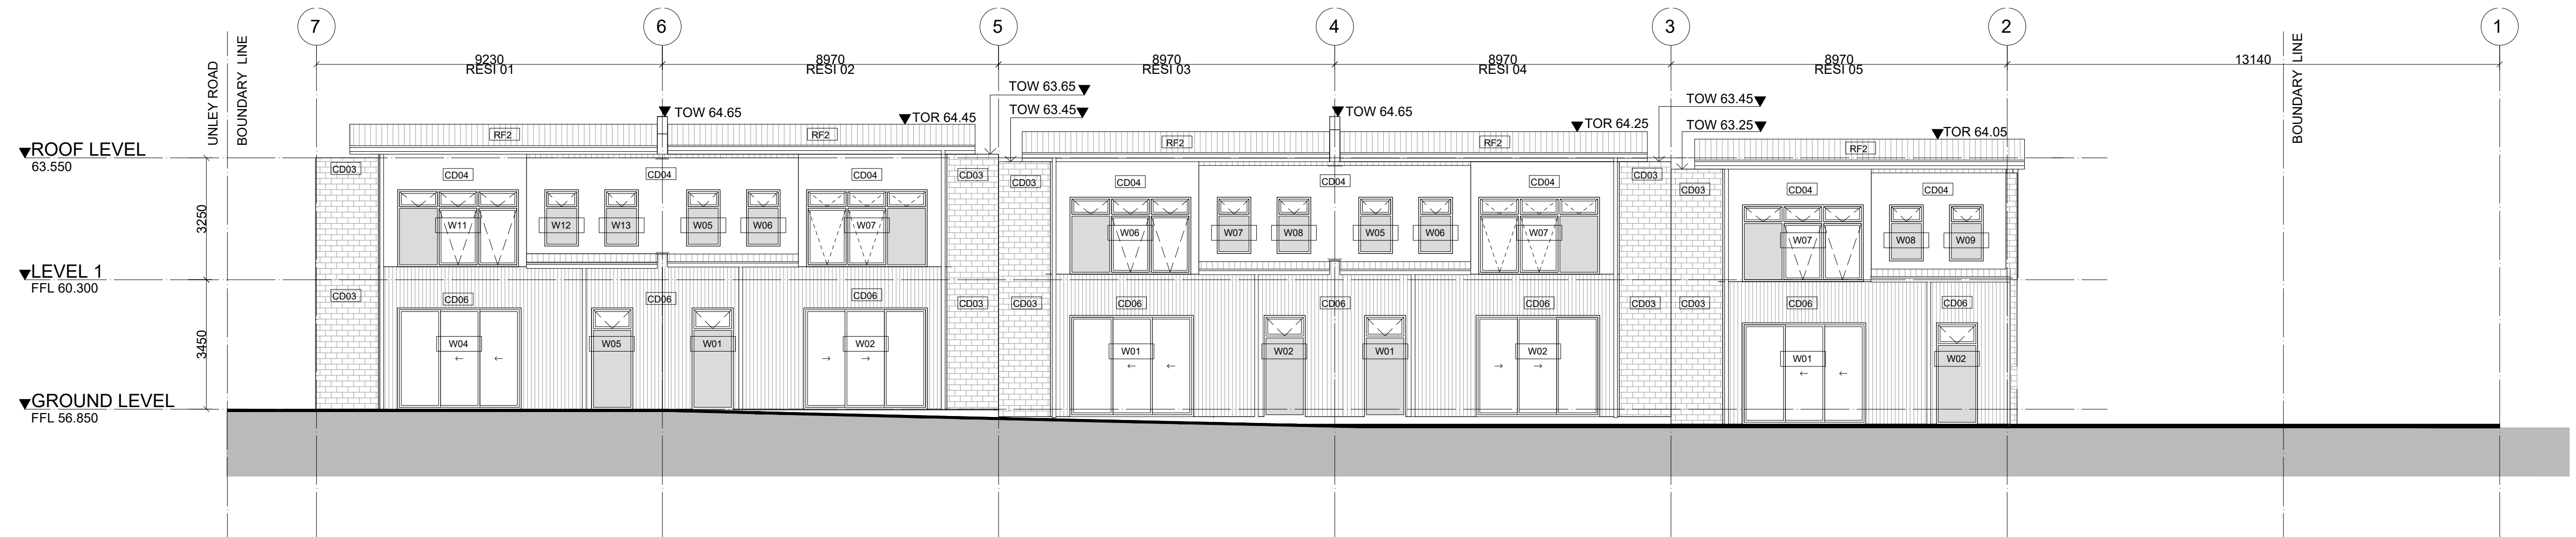 7
6
5
4
3
2
1
UNLEY ROAD
BOUNDARY LINE
9230
RESI 01
8970
RESI 02
8970
RESI 03
8970
RESI 04
8970
RESI 05
13140
BOUNDARY LINE
TOW 64.65
TOR 64.45
TOW 63.65
TOW 63.45
TOW 64.65
TOR 64.25
TOW 63.45
TOW 63.25
TOR 64.05
RF2
RF2
RF2
RF2
RF2
ROOF LEVEL
63.550
CD03
CD04
CD04
CD04
CD03
CD03
CD04
CD04
CD04
CD03
CD03
CD04
CD04
3250
W11
W12
W13
W05
W06
W07
W06
W07
W08
W05
W06
W07
W07
W08
W09
LEVEL 1
FFL 60.300
CD03
CD06
CD06
CD06
CD03
CD03
CD06
CD06
CD06
CD03
CD03
CD06
CD06
3450
W04
W05
W01
W02
W01
W02
W01
W02
W01
W02
GROUND LEVEL
FFL 56.850